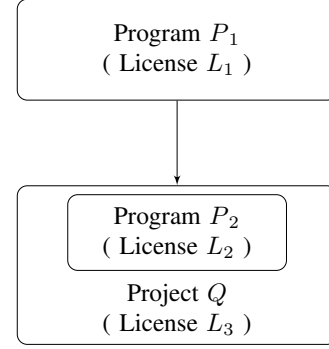 Program P₁
( License L₁ )
Program P₂
( License L₂ )
Project Q
( License L₃ )